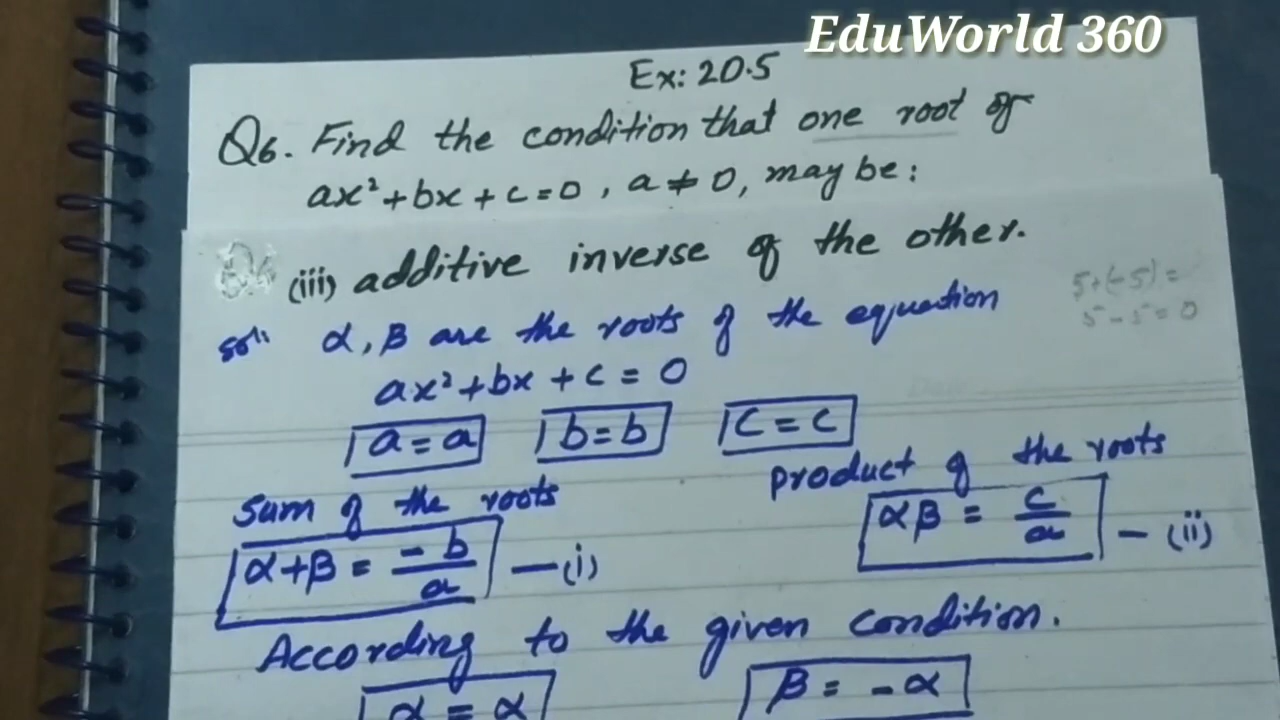 EduWorld 360
Ex: 20.5
Q6. Find the condition that one root of
ax² + bx + c = 0, a ≠ 0, may be:
(iii) additive inverse of the other.
5+(-5) =
5 - 5 = 0
α, β are the roots of the equation
ax² + bx + c = 0
a = a b = b c = c
Sum of the roots product of the roots
α + β = -b/a —(i) αβ = c/a — (ii)
According to the given condition.
α = α β = -α